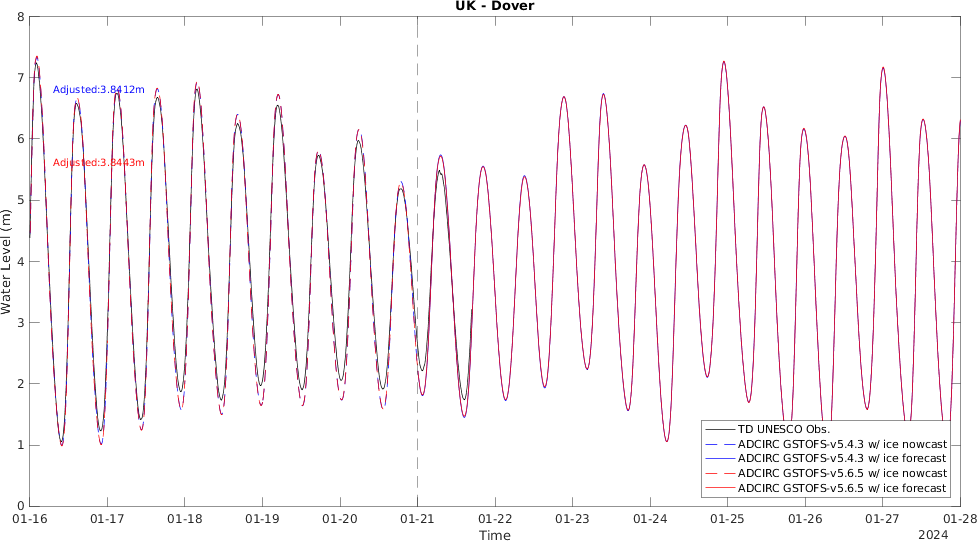 UK - Dover
8
7
6
5
4
3
2
1
0
Water Level (m)
Adjusted:3.8412m
Adjusted:3.8443m
TD UNESCO Obs.
ADCIRC GSTOFS-v5.4.3 w/ ice nowcast
ADCIRC GSTOFS-v5.4.3 w/ ice forecast
ADCIRC GSTOFS-v5.6.5 w/ ice nowcast
ADCIRC GSTOFS-v5.6.5 w/ ice forecast
01-16 01-17 01-18 01-19 01-20 01-21 01-22 01-23 01-24 01-25 01-26 01-27 01-28
Time
2024